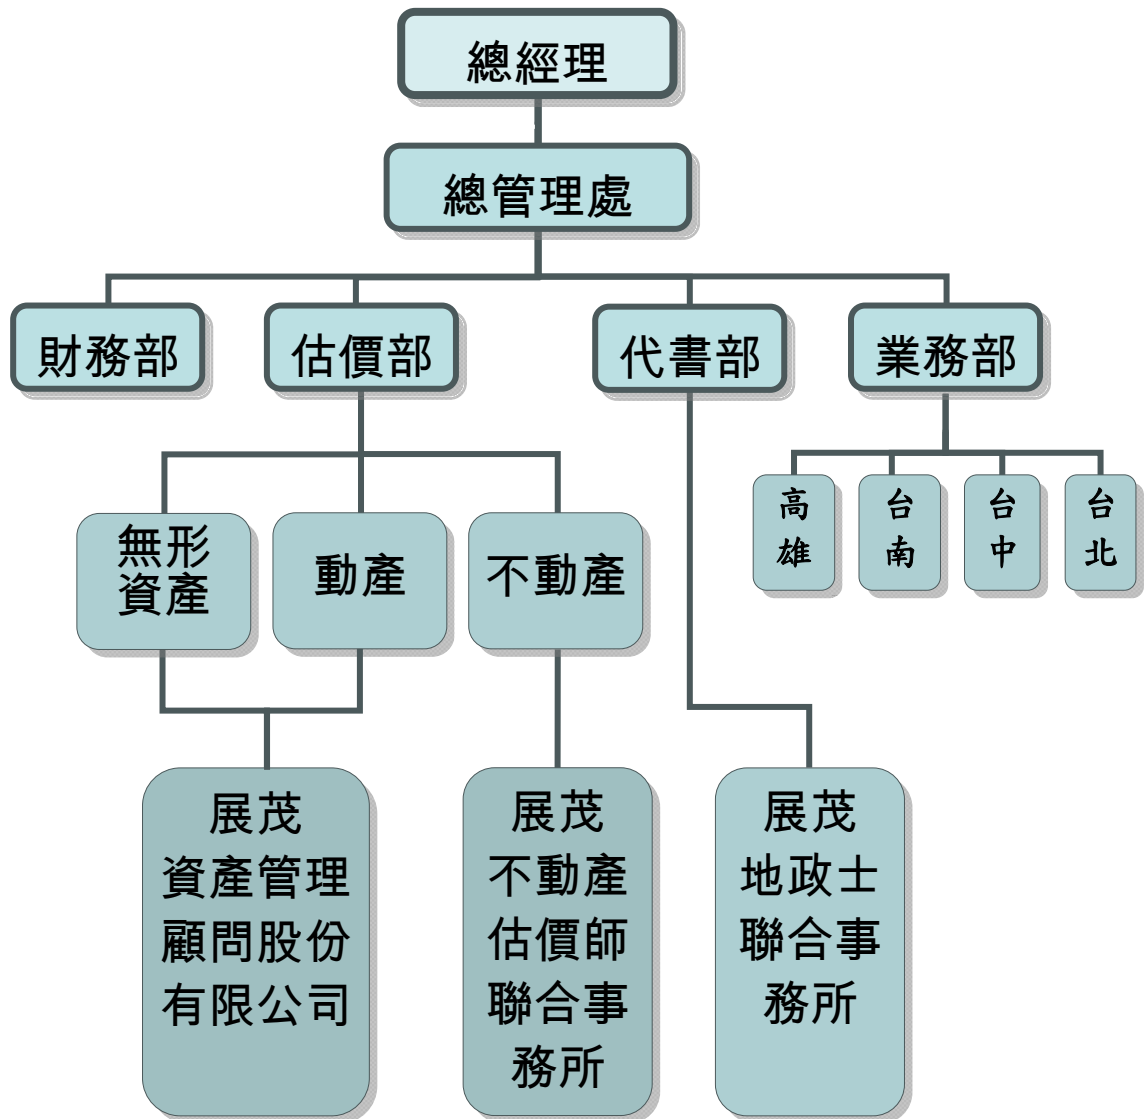 總經理
總管理處
財務部
估價部
代書部
業務部
高
雄
台
南
台
中
台
北
無形
資產
動產
不動產
展茂
資產管理
顧問股份
有限公司
展茂
不動產
估價師
聯合事
務所
展茂
地政士
聯合事
務所